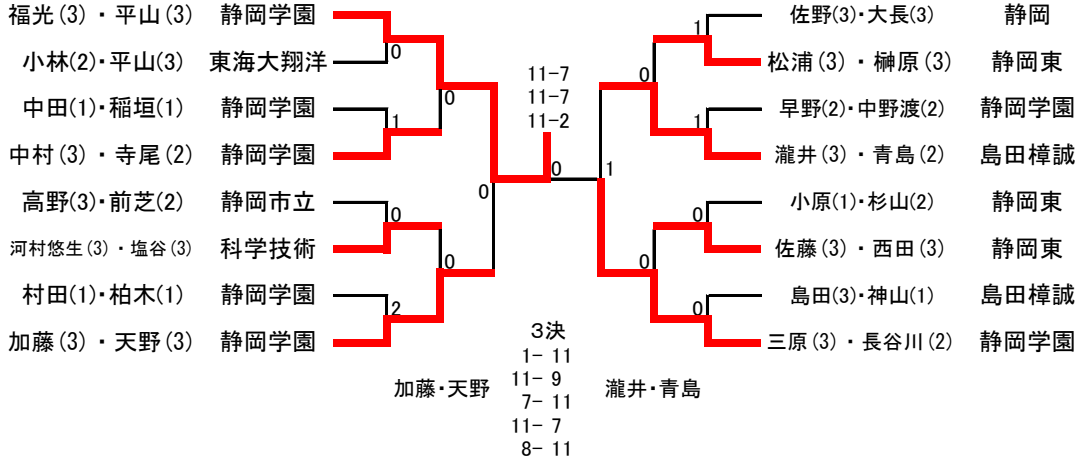 福光(3)・平山(3) 静岡学園
0
小林(2)・平山(3) 東海大翔洋
0
中田(1)・稲垣(1) 静岡学園
1
中村(3)・寺尾(2) 静岡学園
0
高野(3)・前芝(2) 静岡市立
0
河村悠生(3)・塩谷(3) 科学技術
0
村田(1)・柏木(1) 静岡学園
2
加藤(3)・天野(3) 静岡学園
11-7
11-7
11-2
0
1
佐野(3)・大長(3) 静岡
1
松浦(3)・榊原(3) 静岡東
0
早野(2)・中野渡(2) 静岡学園
1
瀧井(3)・青島(2) 島田樟誠
小原(1)・杉山(2) 静岡東
0
佐藤(3)・西田(3) 静岡東
0
島田(3)・神山(1) 島田樟誠
0
三原(3)・長谷川(2) 静岡学園
3決
加藤・天野 瀧井・青島
1- 11
11- 9
7- 11
11- 7
8- 11